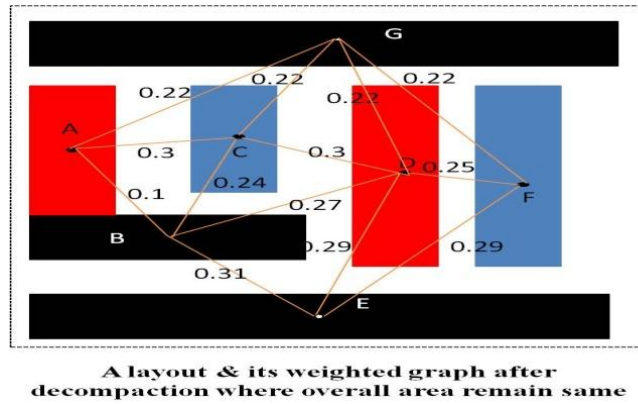 G
0.22
0.22
0.22
0.22
A
0.3
C
0.3
D
0.25
F
0.24
0.1
0.27
B
0.29
0.29
0.31
E
A layout & its weighted graph after
decompaction where overall area remain same